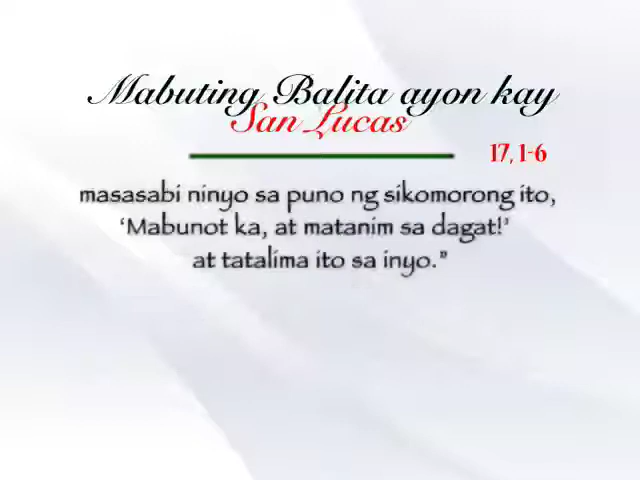 Mabuting Balita ayon kay
San Lucas
17, 1-6
masasabi ninyo sa puno ng sikomorong ito,
‘Mabunot ka, at matanim sa dagat!’
at tatalima ito sa inyo.”